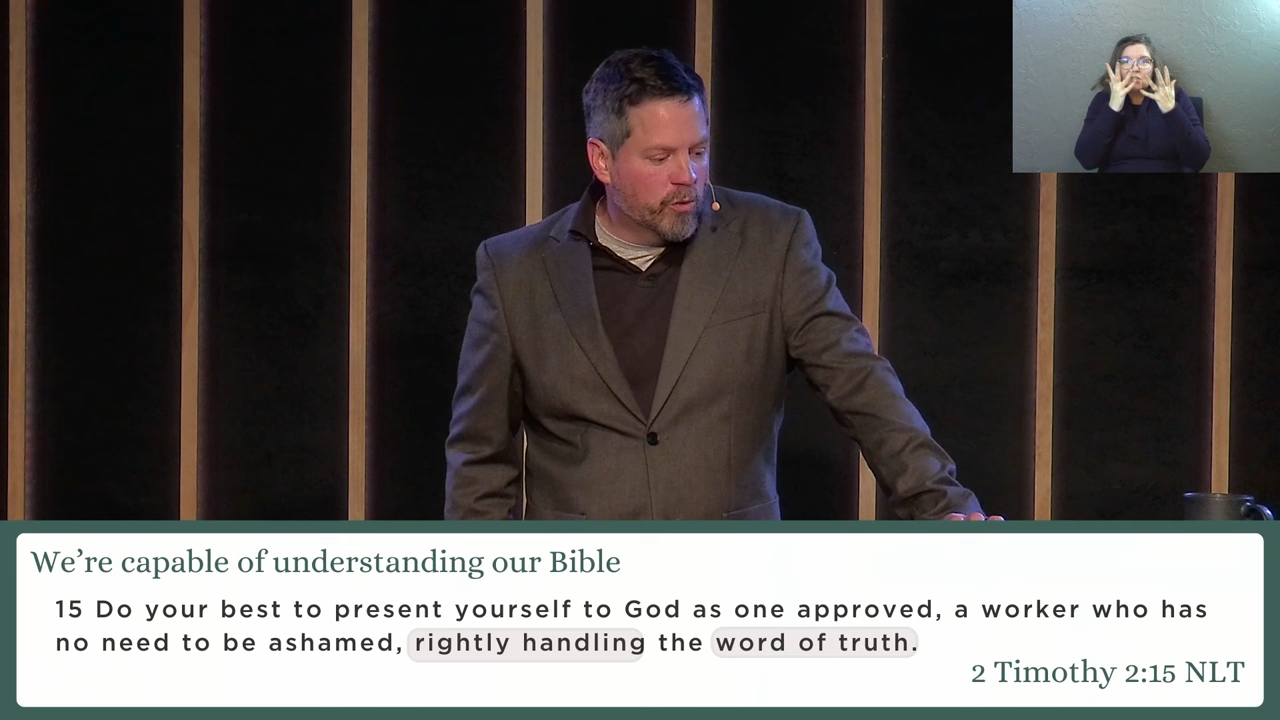 We’re capable of understanding our Bible
15 Do your best to present yourself to God as one approved, a worker who has
no need to be ashamed, rightly handling the word of truth.
2 Timothy 2:15 NLT